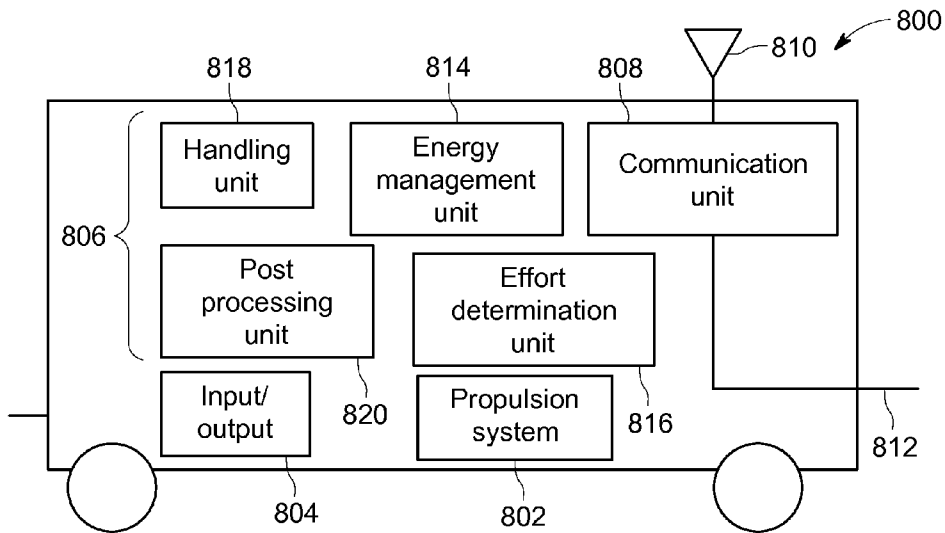 800
810
818
814
808
Handling
unit
Energy
management
unit
Communication
unit
806
Post
processing
unit
Effort
determination
unit
820
816
812
Input/
output
Propulsion
system
804
802